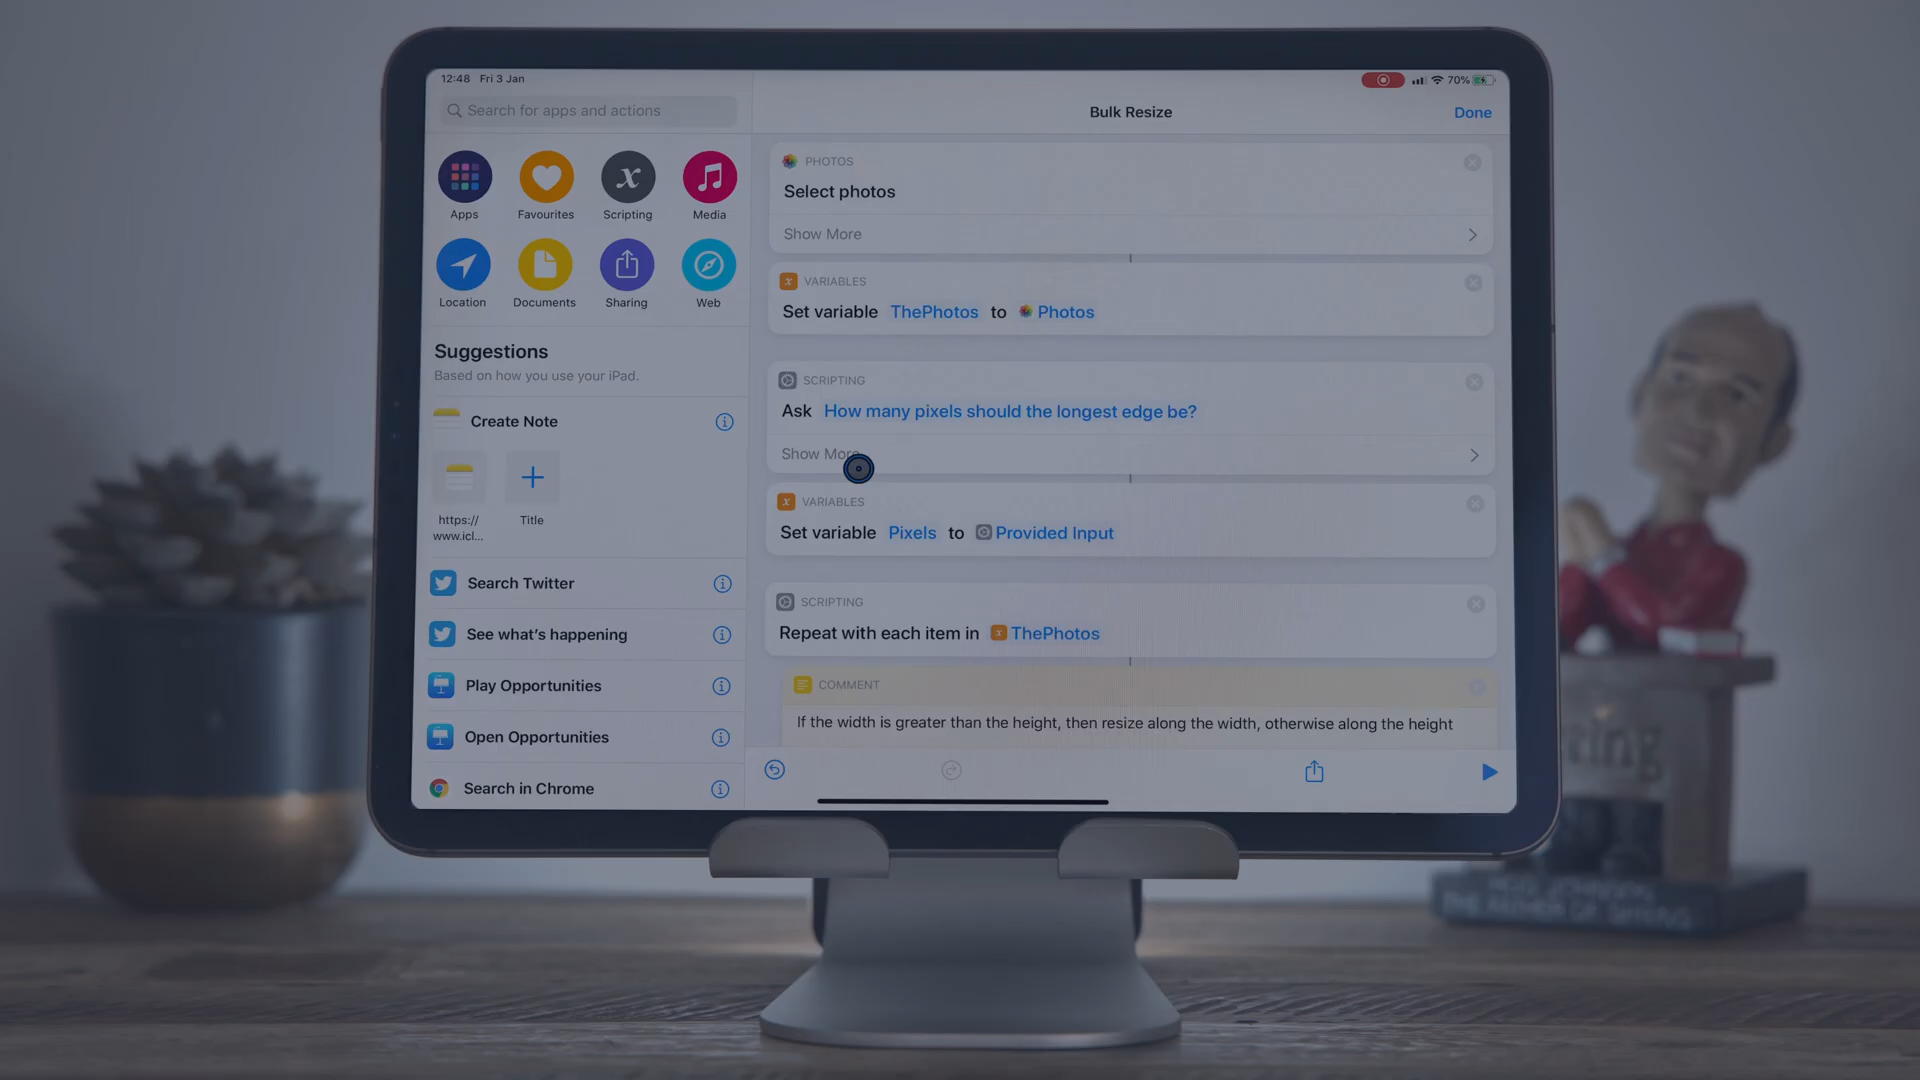 12:48 Fri 3 Jan
70%
Search for apps and actions
Bulk Resize
Done
Apps
Favourites
Scripting
Media
Location
Documents
Sharing
Web
Suggestions
Based on how you use your iPad.
Create Note
https://
www.icl...
Title
Search Twitter
See what's happening
Play Opportunities
Open Opportunities
Search in Chrome
PHOTOS
Select photos
Show More
VARIABLES
Set variable ThePhotos to Photos
SCRIPTING
Ask How many pixels should the longest edge be?
Show More
VARIABLES
Set variable Pixels to Provided Input
SCRIPTING
Repeat with each item in ThePhotos
COMMENT
If the width is greater than the height, then resize along the width, otherwise along the height
THE FATHER OF